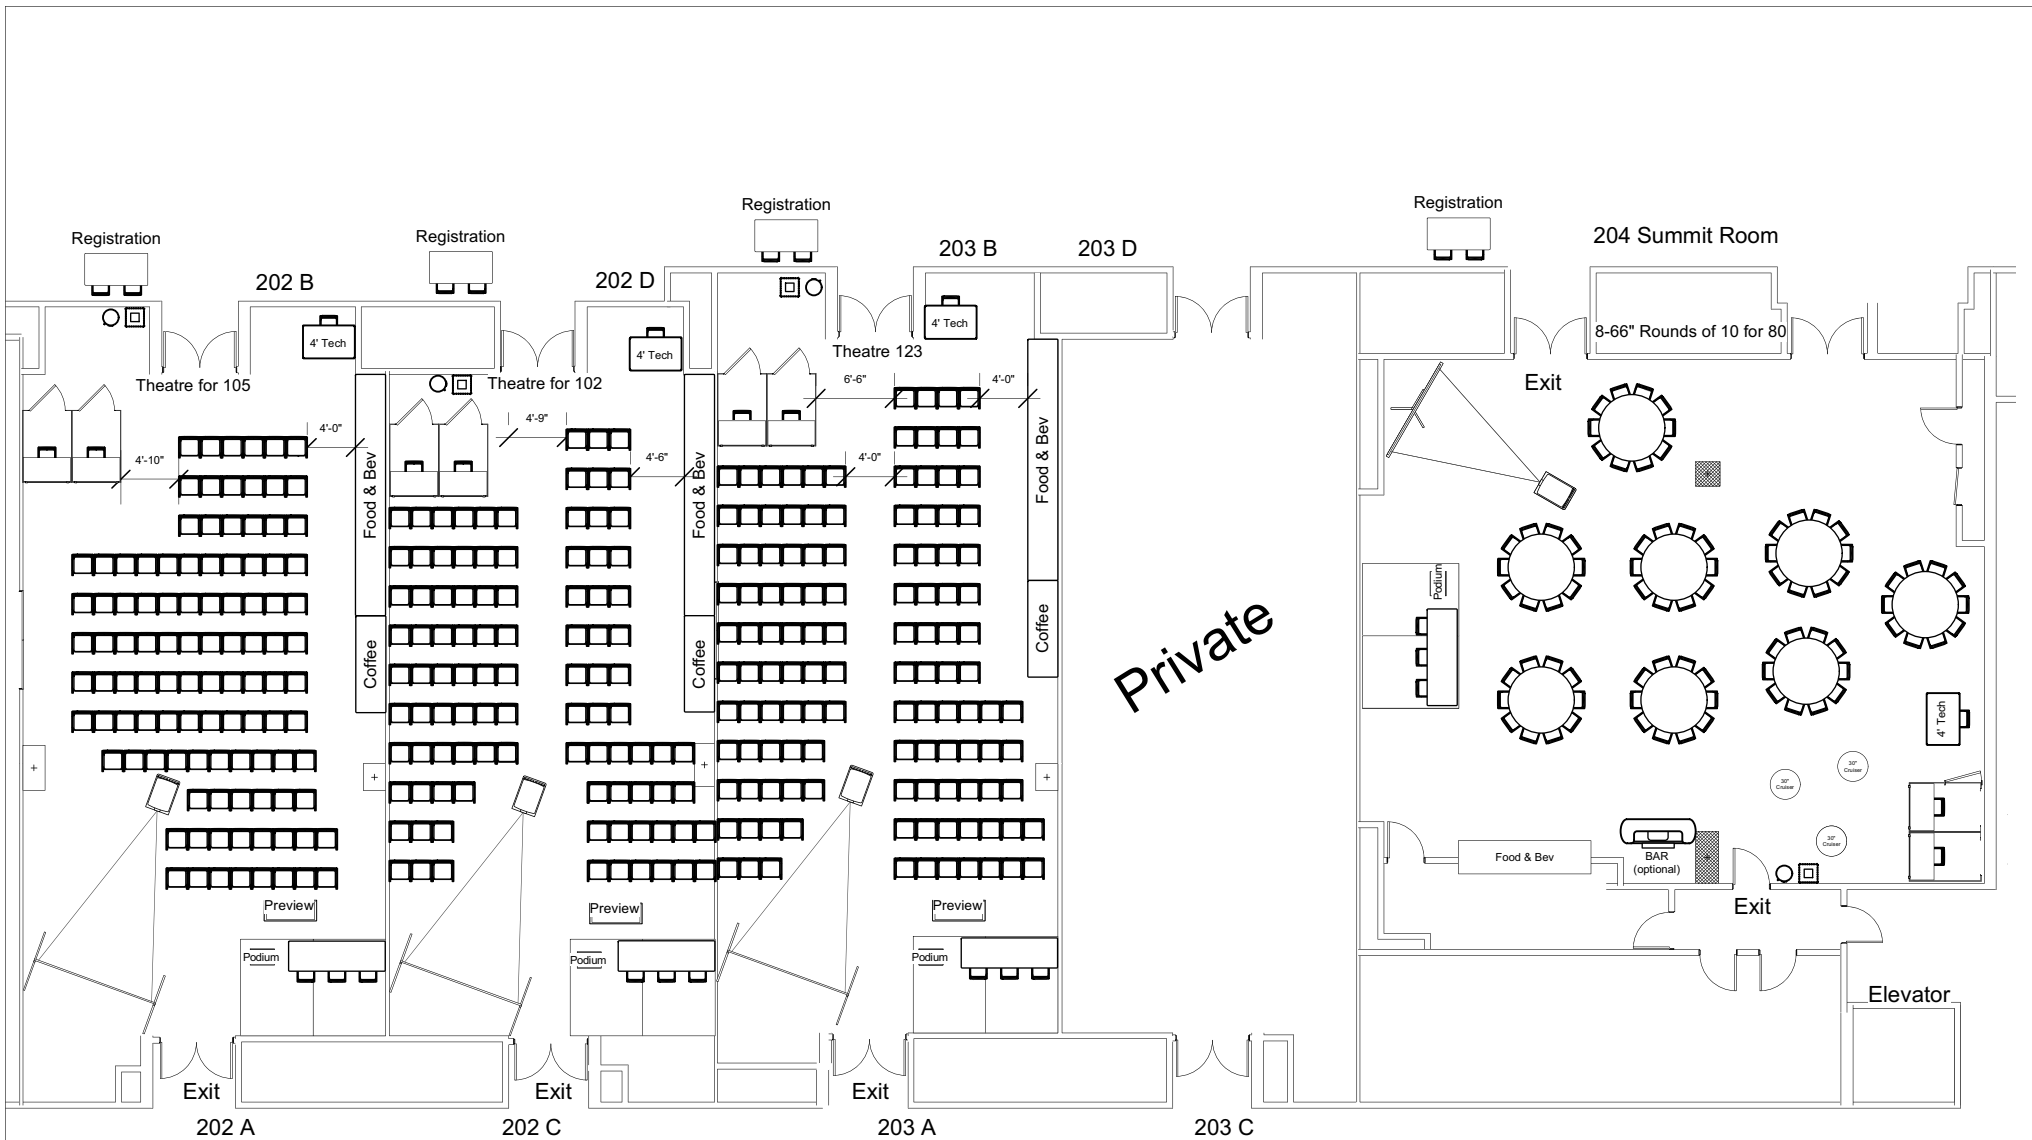 Registration
Registration
Registration
Registration
204 Summit Room
203 B
203 D
202 B
202 D
4' Tech
4' Tech
4' Tech
8-66" Rounds of 10 for 80
Theatre 123
Theatre for 105
Theatre for 102
Exit
6'-6"
4'-0"
4'-9"
4'-0"
4'-6"
4'-0"
4'-10"
Food & Bev
Food & Bev
Food & Bev
Coffee
Coffee
Coffee
Private
Podium
4' Tech
30"
Cruiser
30"
Cruiser
30"
Cruiser
Food & Bev
BAR
(optional)
Exit
Preview
Preview
Preview
Podium
Podium
Podium
Elevator
Exit
Exit
Exit
202 A
202 C
203 A
203 C